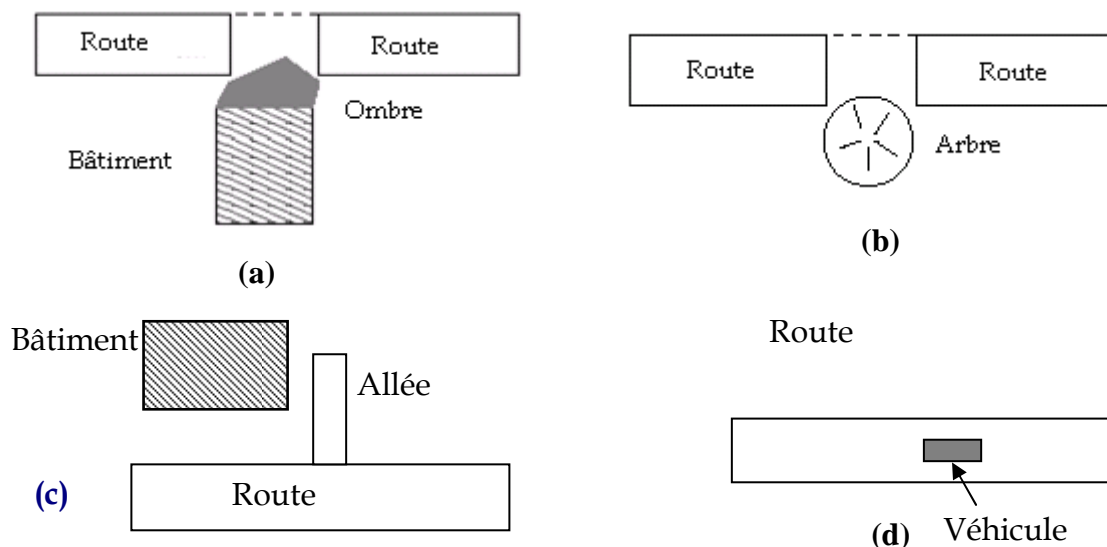 Route
Route
Ombre
Bâtiment
(a)
Route
Route
Arbre
(b)
Bâtiment
Allée
Route
(c)
Route
Véhicule
(d)